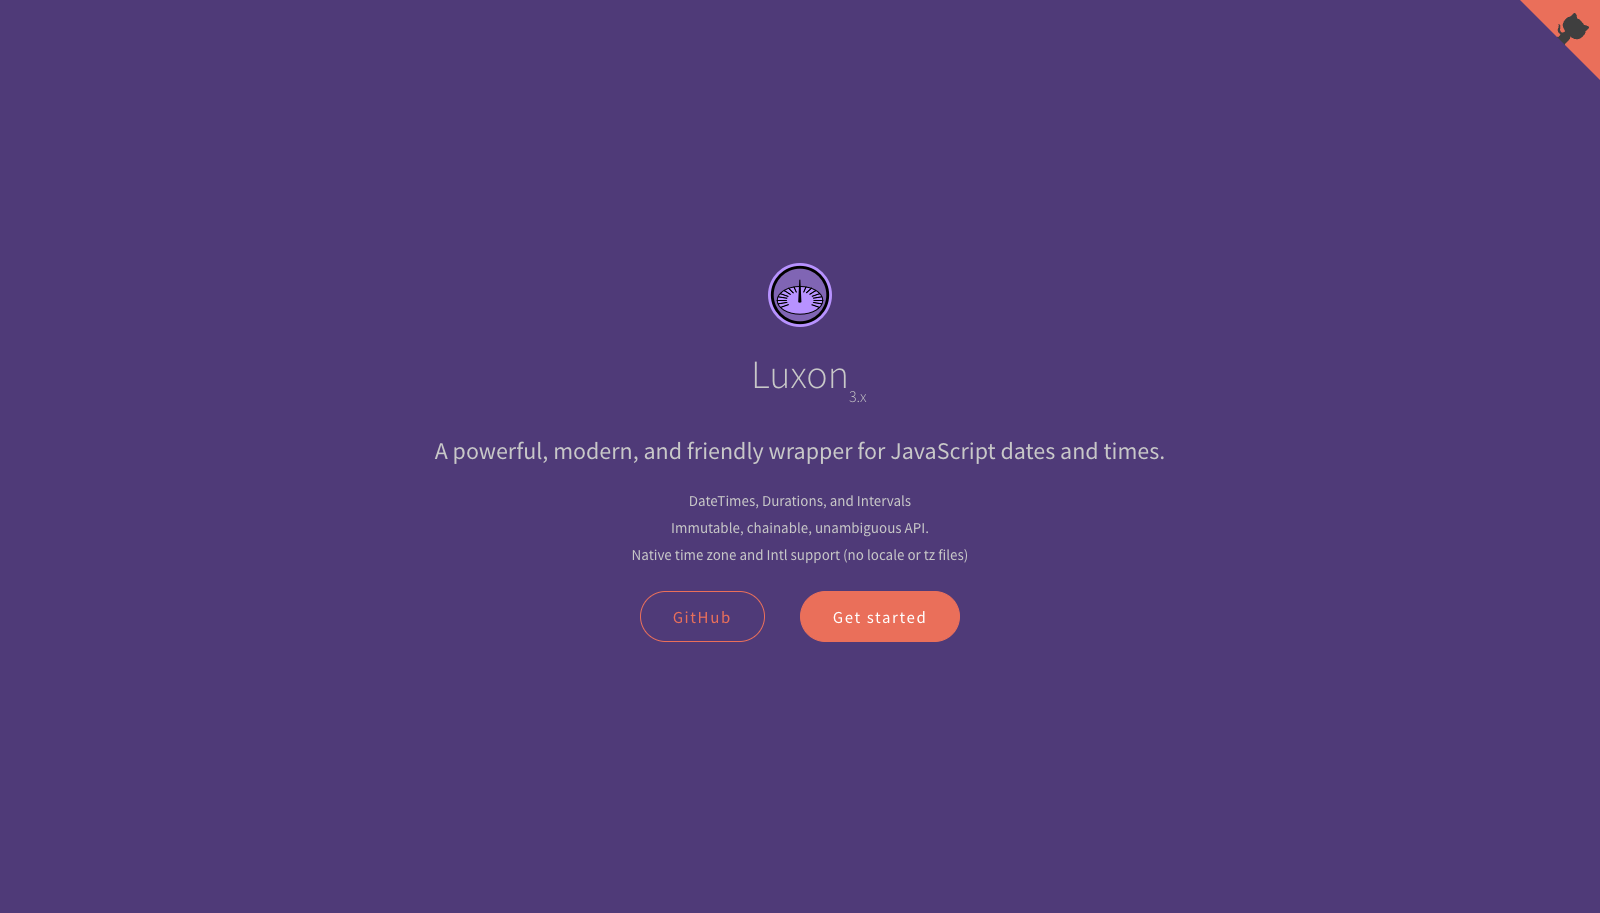 Luxon 3.x
A powerful, modern, and friendly wrapper for JavaScript dates and times.
DateTimes, Durations, and Intervals
Immutable, chainable, unambiguous API.
Native time zone and Intl support (no locale or tz files)
GitHub Get started